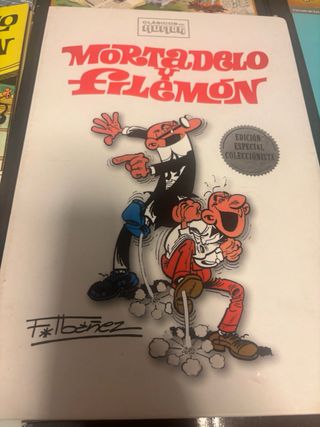 CLÁSICOS del
HUMOR
MORTADELO
y
FILEMÓN
EDICIÓN
ESPECIAL
COLECCIONISTA
F. Ibáñez